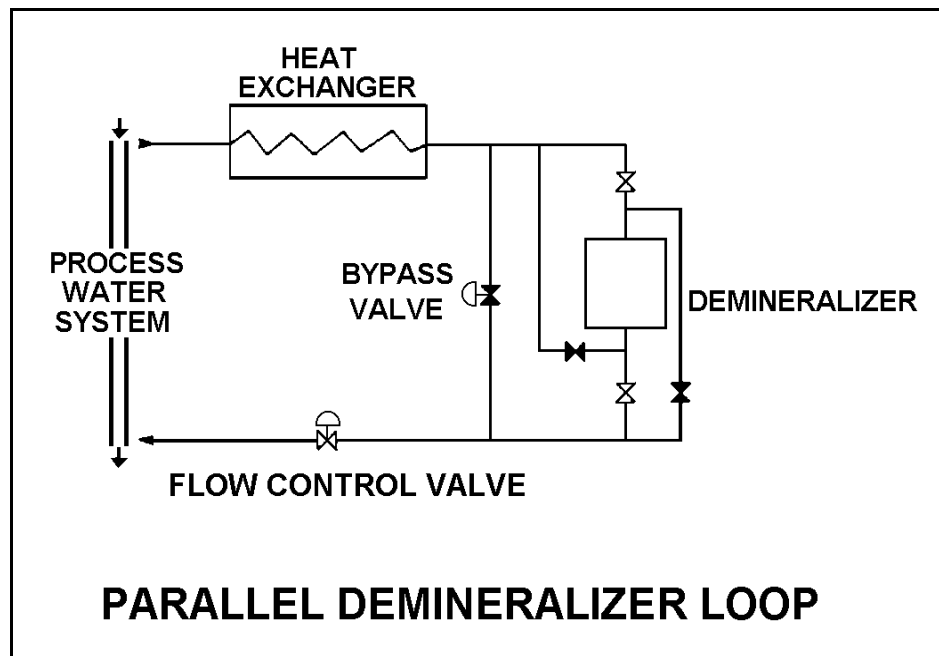 HEAT
EXCHANGER
PROCESS
WATER
SYSTEM
BYPASS
VALVE
DEMINERALIZER
FLOW CONTROL VALVE
PARALLEL DEMINERALIZER LOOP